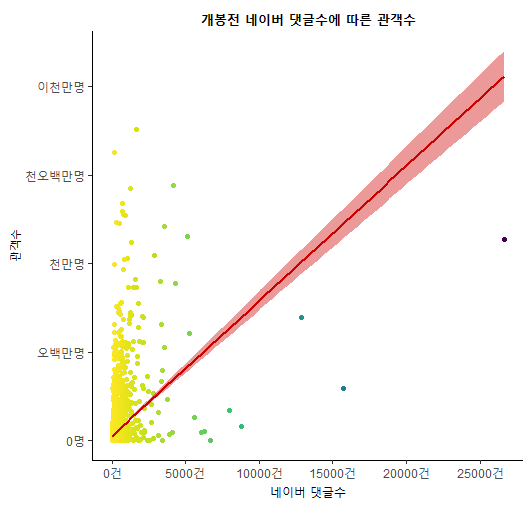 개봉전 네이버 댓글수에 따른 관객수
이천만명
천오백만명
천만명
오백만명
0명
관객수
0건 5000건 10000건 15000건 20000건 25000건
네이버 댓글수